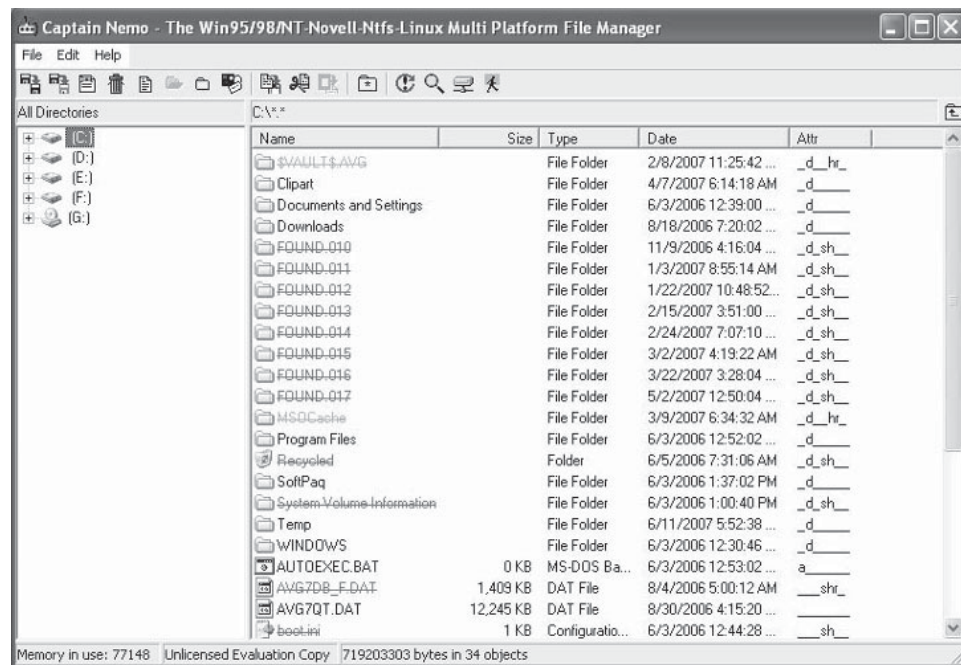 Captain Nemo - The Win95/98/NT-Novell-Ntfs-Linux Multi Platform File Manager
File Edit Help
All Directories C:\*.*
(C:)
(D:)
(E:)
(F:)
(G:)
Name Size Type Date Attr
$VAULT$.AVG File Folder 2/8/2007 11:25:42 ... _d__hr_
Clipart File Folder 4/7/2007 6:14:18 AM _d_____
Documents and Settings File Folder 6/3/2006 12:39:00 ... _d_____
Downloads File Folder 8/18/2006 7:20:02 ... _d_____
FOUND.010 File Folder 11/9/2006 4:16:04 ... _d_sh__
FOUND.011 File Folder 1/3/2007 8:55:14 AM _d_sh__
FOUND.012 File Folder 1/22/2007 10:48:52... _d_sh__
FOUND.013 File Folder 2/15/2007 3:51:00 ... _d_sh__
FOUND.014 File Folder 2/24/2007 7:07:10 ... _d_sh__
FOUND.015 File Folder 3/2/2007 4:19:22 AM _d_sh__
FOUND.016 File Folder 3/22/2007 3:28:04 ... _d_sh__
FOUND.017 File Folder 5/2/2007 12:50:04 ... _d_sh__
MSOCache File Folder 3/9/2007 6:34:32 AM _d__hr_
Program Files File Folder 6/3/2006 12:52:02 ... _d_____
Recycled Folder 6/5/2006 7:31:06 AM _d_sh__
SoftPaq File Folder 6/3/2006 1:37:02 PM _d_____
System Volume Information File Folder 6/3/2006 1:00:40 PM _d_sh__
Temp File Folder 6/11/2007 5:52:38 ... _d_____
WINDOWS File Folder 6/3/2006 12:30:46 ... _d_____
AUTOEXEC.BAT 0 KB MS-DOS Ba... 6/3/2006 12:53:02 ... a______
AVG7DB_F.DAT 1,409 KB DAT File 8/4/2006 5:00:12 AM ___shr_
AVG7QT.DAT 12,245 KB DAT File 8/30/2006 4:15:20 ... _______
boot.ini 1 KB Configuratio... 6/3/2006 12:44:28 ... ___sh__
Memory in use: 77148 Unlicensed Evaluation Copy 719203303 bytes in 34 objects